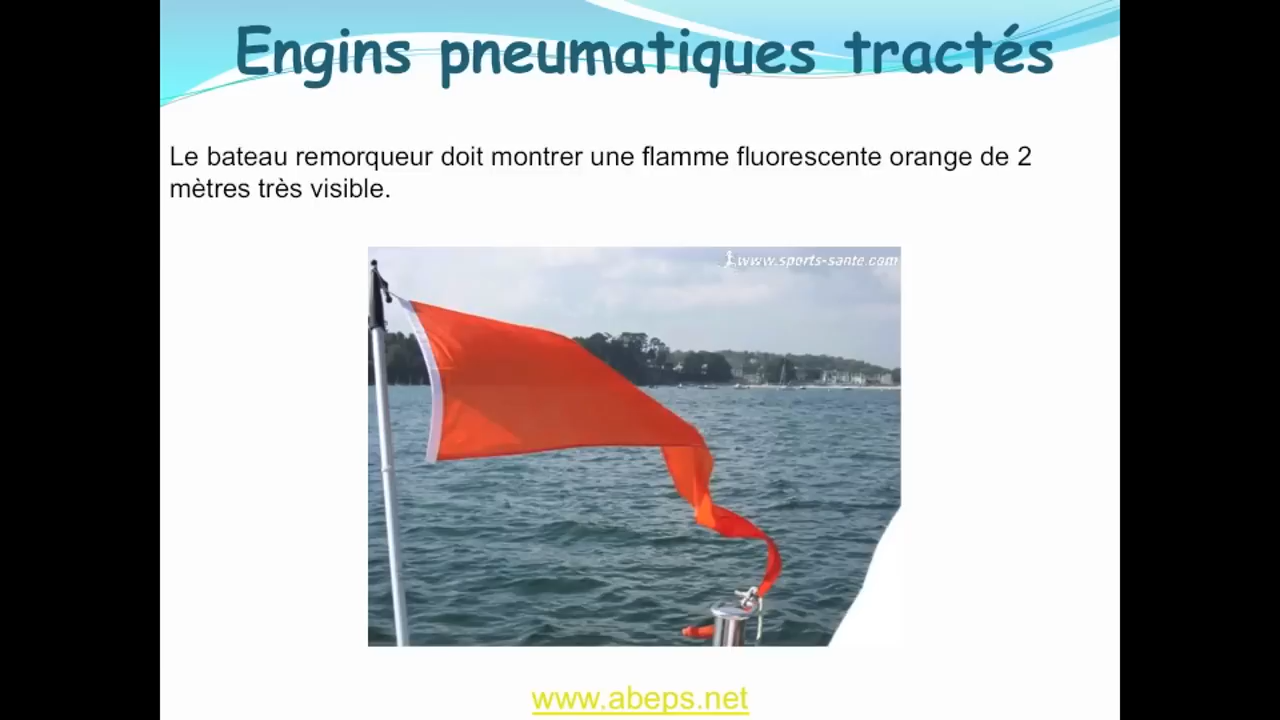 Engins pneumatiques tractés
Le bateau remorqueur doit montrer une flamme fluorescente orange de 2
mètres très visible.
www.sports-sante.com
www.abeps.net